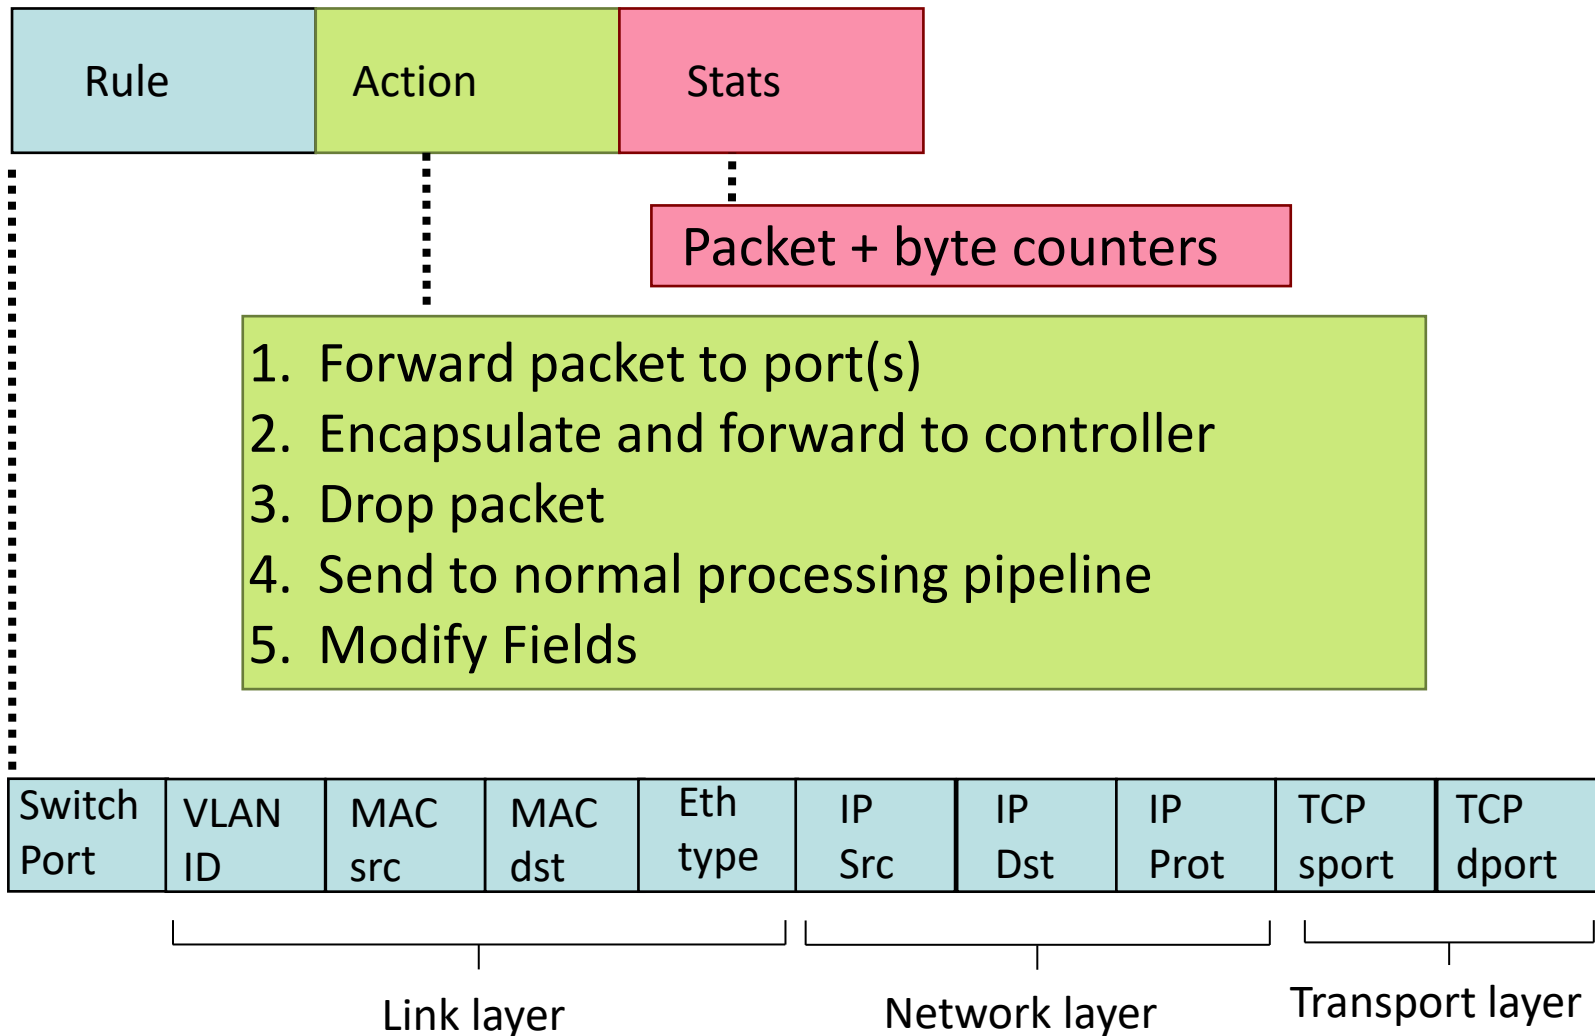 Rule Action Stats
Packet + byte counters
1. Forward packet to port(s)
2. Encapsulate and forward to controller
3. Drop packet
4. Send to normal processing pipeline
5. Modify Fields
Switch Port
VLAN ID
MAC src
MAC dst
Eth type
IP Src
IP Dst
IP Prot
TCP sport
TCP dport
Link layer
Network layer
Transport layer